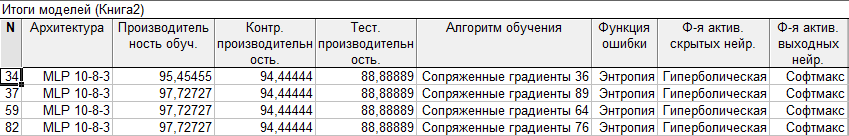 Итоги моделей (Книга2)
N Архитектура Производитель ность обуч. Контр. производительн ость. Тест. производительн ость. Алгоритм обучения Функция ошибки Ф-я актив. скрытых нейр. Ф-я актив. выходных нейр.
34 MLP 10-8-3 95,45455 94,44444 88,88889 Сопряженные градиенты 36 Энтропия Гиперболическая Софтмакс
37 MLP 10-8-3 97,72727 94,44444 88,88889 Сопряженные градиенты 89 Энтропия Гиперболическая Софтмакс
59 MLP 10-8-3 97,72727 94,44444 88,88889 Сопряженные градиенты 64 Энтропия Гиперболическая Софтмакс
82 MLP 10-8-3 97,72727 94,44444 88,88889 Сопряженные градиенты 76 Энтропия Гиперболическая Софтмакс